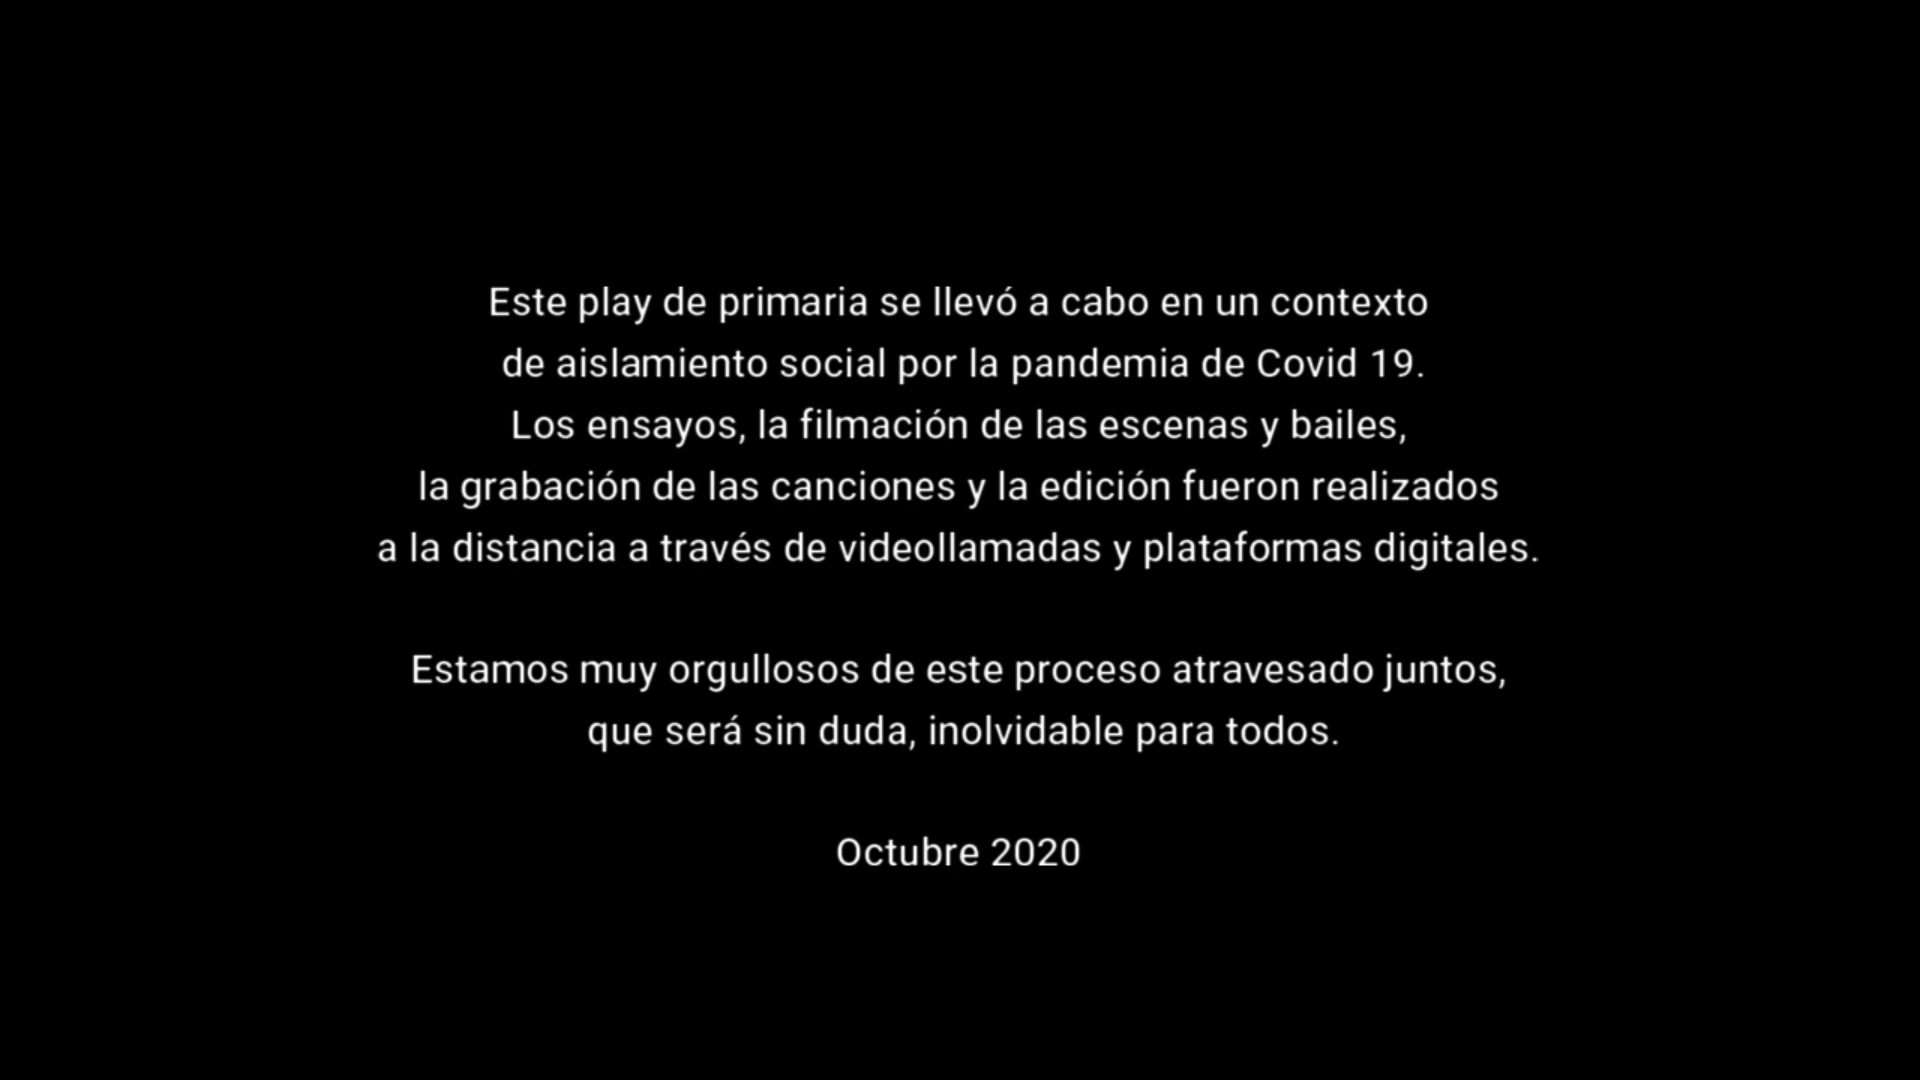 Este play de primaria se llevó a cabo en un contexto
de aislamiento social por la pandemia de Covid 19.
Los ensayos, la filmación de las escenas y bailes,
la grabación de las canciones y la edición fueron realizados
a la distancia a través de videollamadas y plataformas digitales.
Estamos muy orgullosos de este proceso atravesado juntos,
que será sin duda, inolvidable para todos.
Octubre 2020